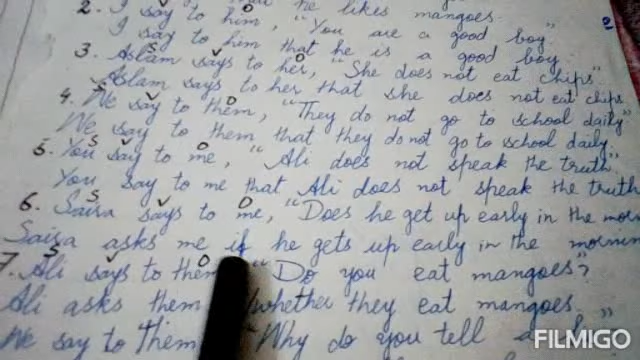 he likes mangoes.
2. I say to him, "You are a good boy"
I say to him that he is a good boy
3. Aslam says to her, "She does not eat chips"
Aslam says to her that she does not eat chips
4. We say to them, "They do not go to school daily"
We say to them that they do not go to school daily.
5. You say to me, "Ali does not speak the truth"
You say to me that Ali does not speak the truth
6. Saira says to me, "Does he get up early in the
Saira asks me if he gets up early in the
7. Ali says to them "Do you eat mangoes?
Ali asks them whether they eat mangoes.
We say to them "Why do you tell a
FILMIGO